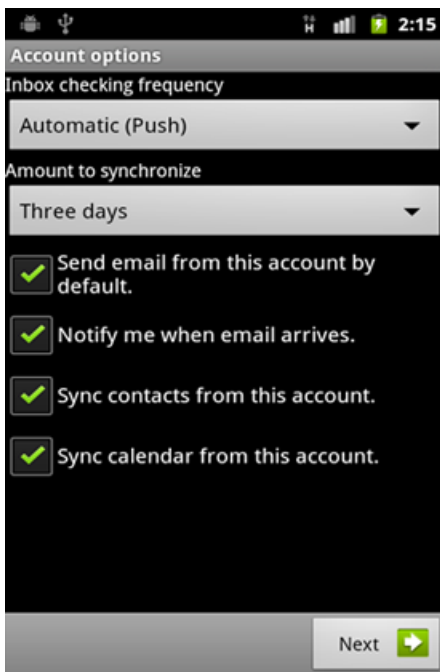 H 2:15
Account options
Inbox checking frequency
Automatic (Push)
Amount to synchronize
Three days
Send email from this account by
default.
Notify me when email arrives.
Sync contacts from this account.
Sync calendar from this account.
Next